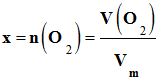 x = n(O₂) = V(O₂) / Vₘ